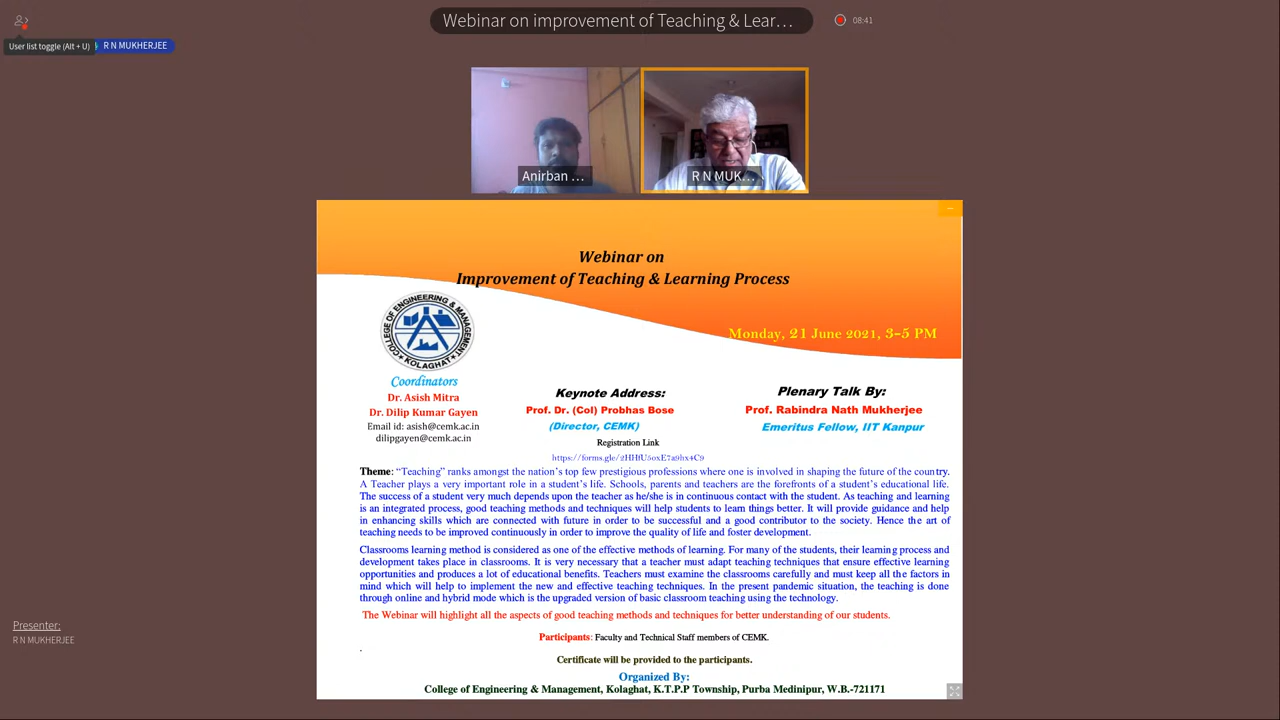 Webinar on improvement of Teaching & Lear...
08:41
User list toggle (Alt + U)
R N MUKHERJEE
Anirban ...
R N MUK...
Webinar on
Improvement of Teaching & Learning Process
COLLEGE OF ENGINEERING & MANAGEMENT
KOLAGHAT
Monday, 21 June 2021, 3-5 PM
Coordinators
Dr. Asish Mitra
Dr. Dilip Kumar Gayen
Email id: asish@cemk.ac.in
dilipgayen@cemk.ac.in
Keynote Address:
Prof. Dr. (Col) Probhas Bose
(Director, CEMK)
Registration Link
https://forms.gle/2HHfU5oxE7a9hx4C9
Plenary Talk By:
Prof. Rabindra Nath Mukherjee
Emeritus Fellow, IIT Kanpur
Theme: “Teaching” ranks amongst the nation’s top few prestigious professions where one is involved in shaping the future of the country.
A Teacher plays a very important role in a student’s life. Schools, parents and teachers are the forefronts of a student’s educational life.
The success of a student very much depends upon the teacher as he/she is in continuous contact with the student. As teaching and learning
is an integrated process, good teaching methods and techniques will help students to learn things better. It will provide guidance and help
in enhancing skills which are connected with future in order to be successful and a good contributor to the society. Hence the art of
teaching needs to be improved continuously in order to improve the quality of life and foster development.
Classrooms learning method is considered as one of the effective methods of learning. For many of the students, their learning process and
development takes place in classrooms. It is very necessary that a teacher must adapt teaching techniques that ensure effective learning
opportunities and produces a lot of educational benefits. Teachers must examine the classrooms carefully and must keep all the factors in
mind which will help to implement the new and effective teaching techniques. In the present pandemic situation, the teaching is done
through online and hybrid mode which is the upgraded version of basic classroom teaching using the technology.
The Webinar will highlight all the aspects of good teaching methods and techniques for better understanding of our students.
Participants: Faculty and Technical Staff members of CEMK.
Certificate will be provided to the participants.
Organized By:
College of Engineering & Management, Kolaghat, K.T.P.P Township, Purba Medinipur, W.B.-721171
Presenter:
R N MUKHERJEE